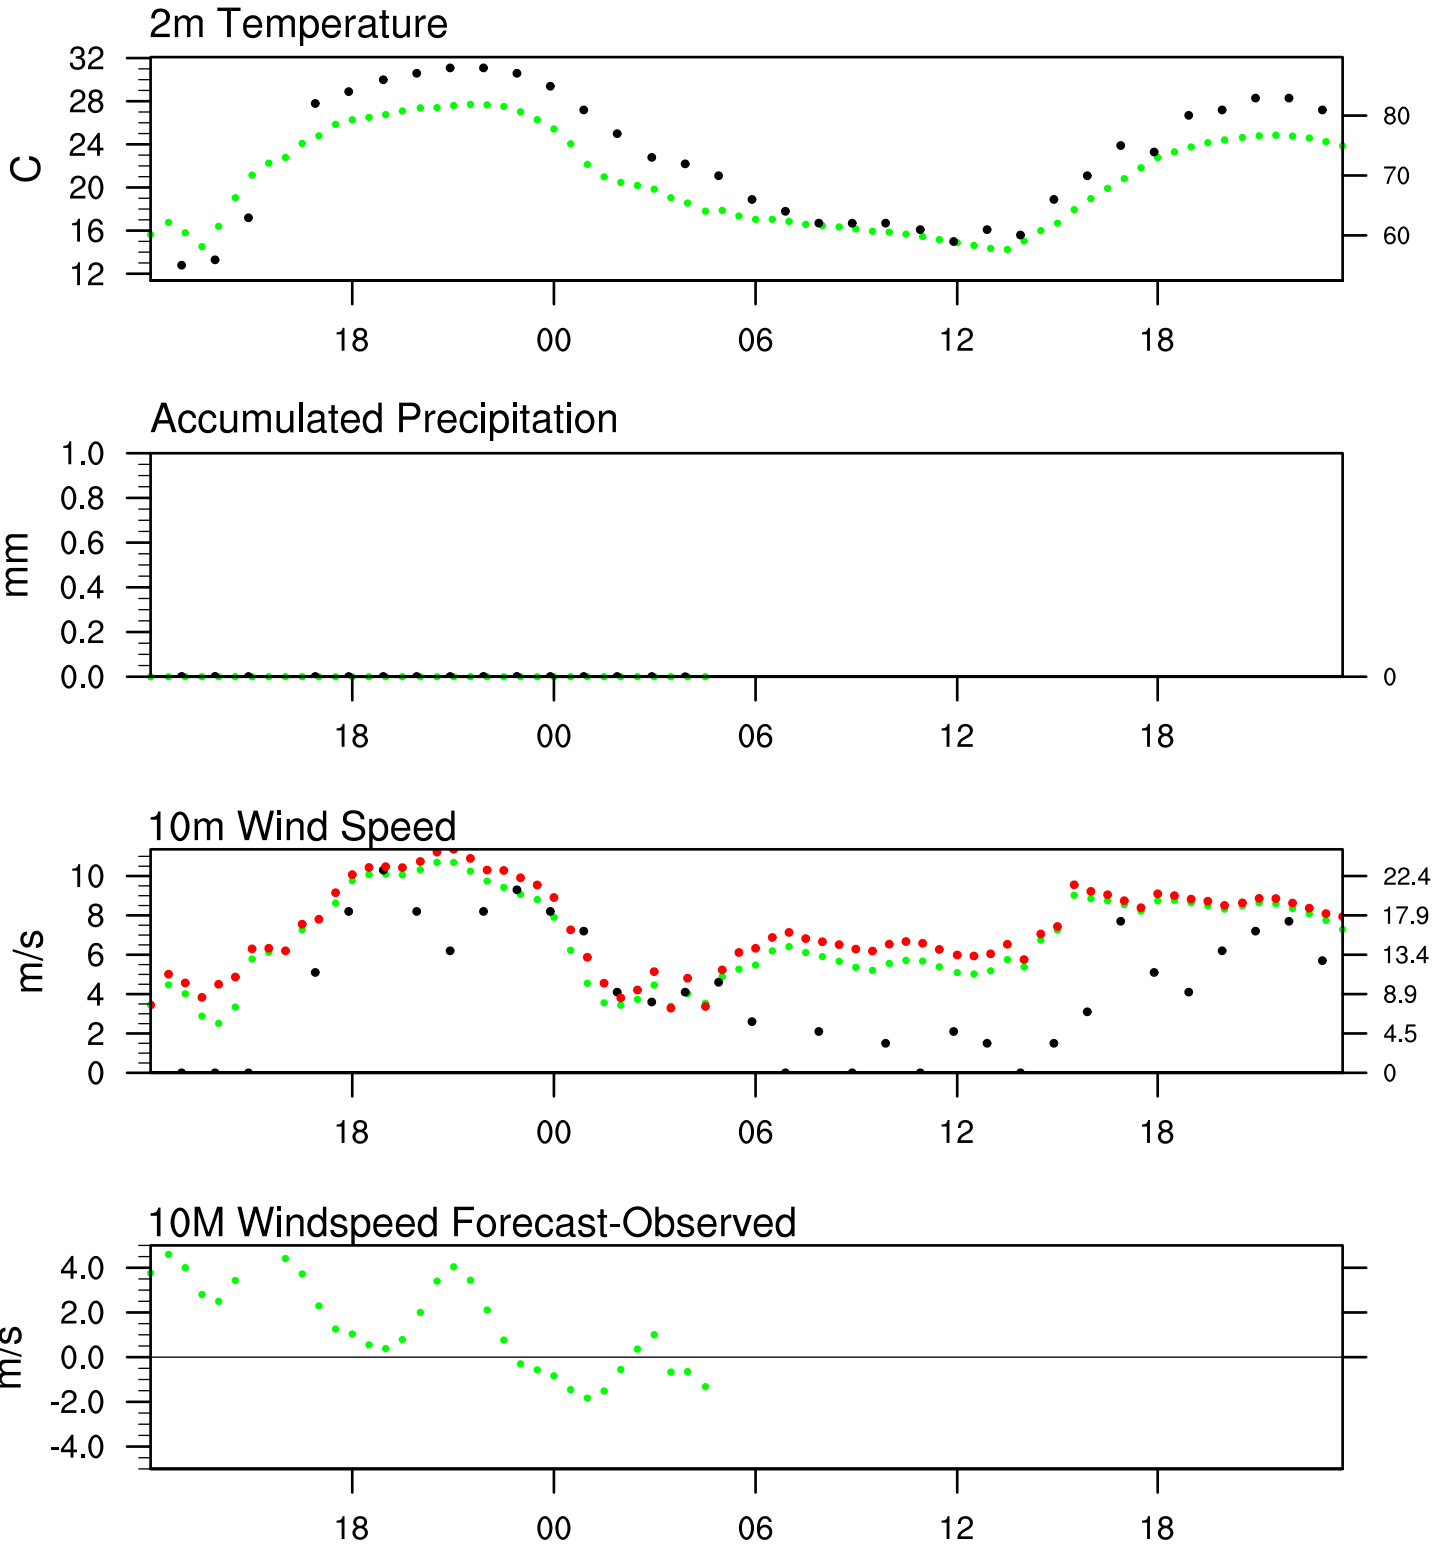 2m Temperature
32
28
24
20
16
12
C
80
70
60
18 00 06 12 18
Accumulated Precipitation
1.0
0.8
0.6
0.4
0.2
0.0
mm
0
18 00 06 12 18
10m Wind Speed
10
8
6
4
2
0
m/s
22.4
17.9
13.4
8.9
4.5
0
18 00 06 12 18
10M Windspeed Forecast-Observed
4.0
2.0
0.0
-2.0
-4.0
m/s
18 00 06 12 18